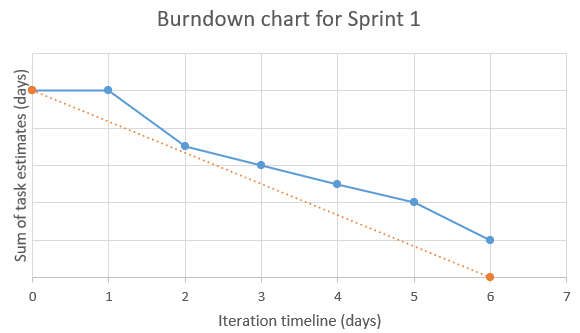 Burndown chart for Sprint 1
Sum of task estimates (days)
0 1 2 3 4 5 6 7
Iteration timeline (days)